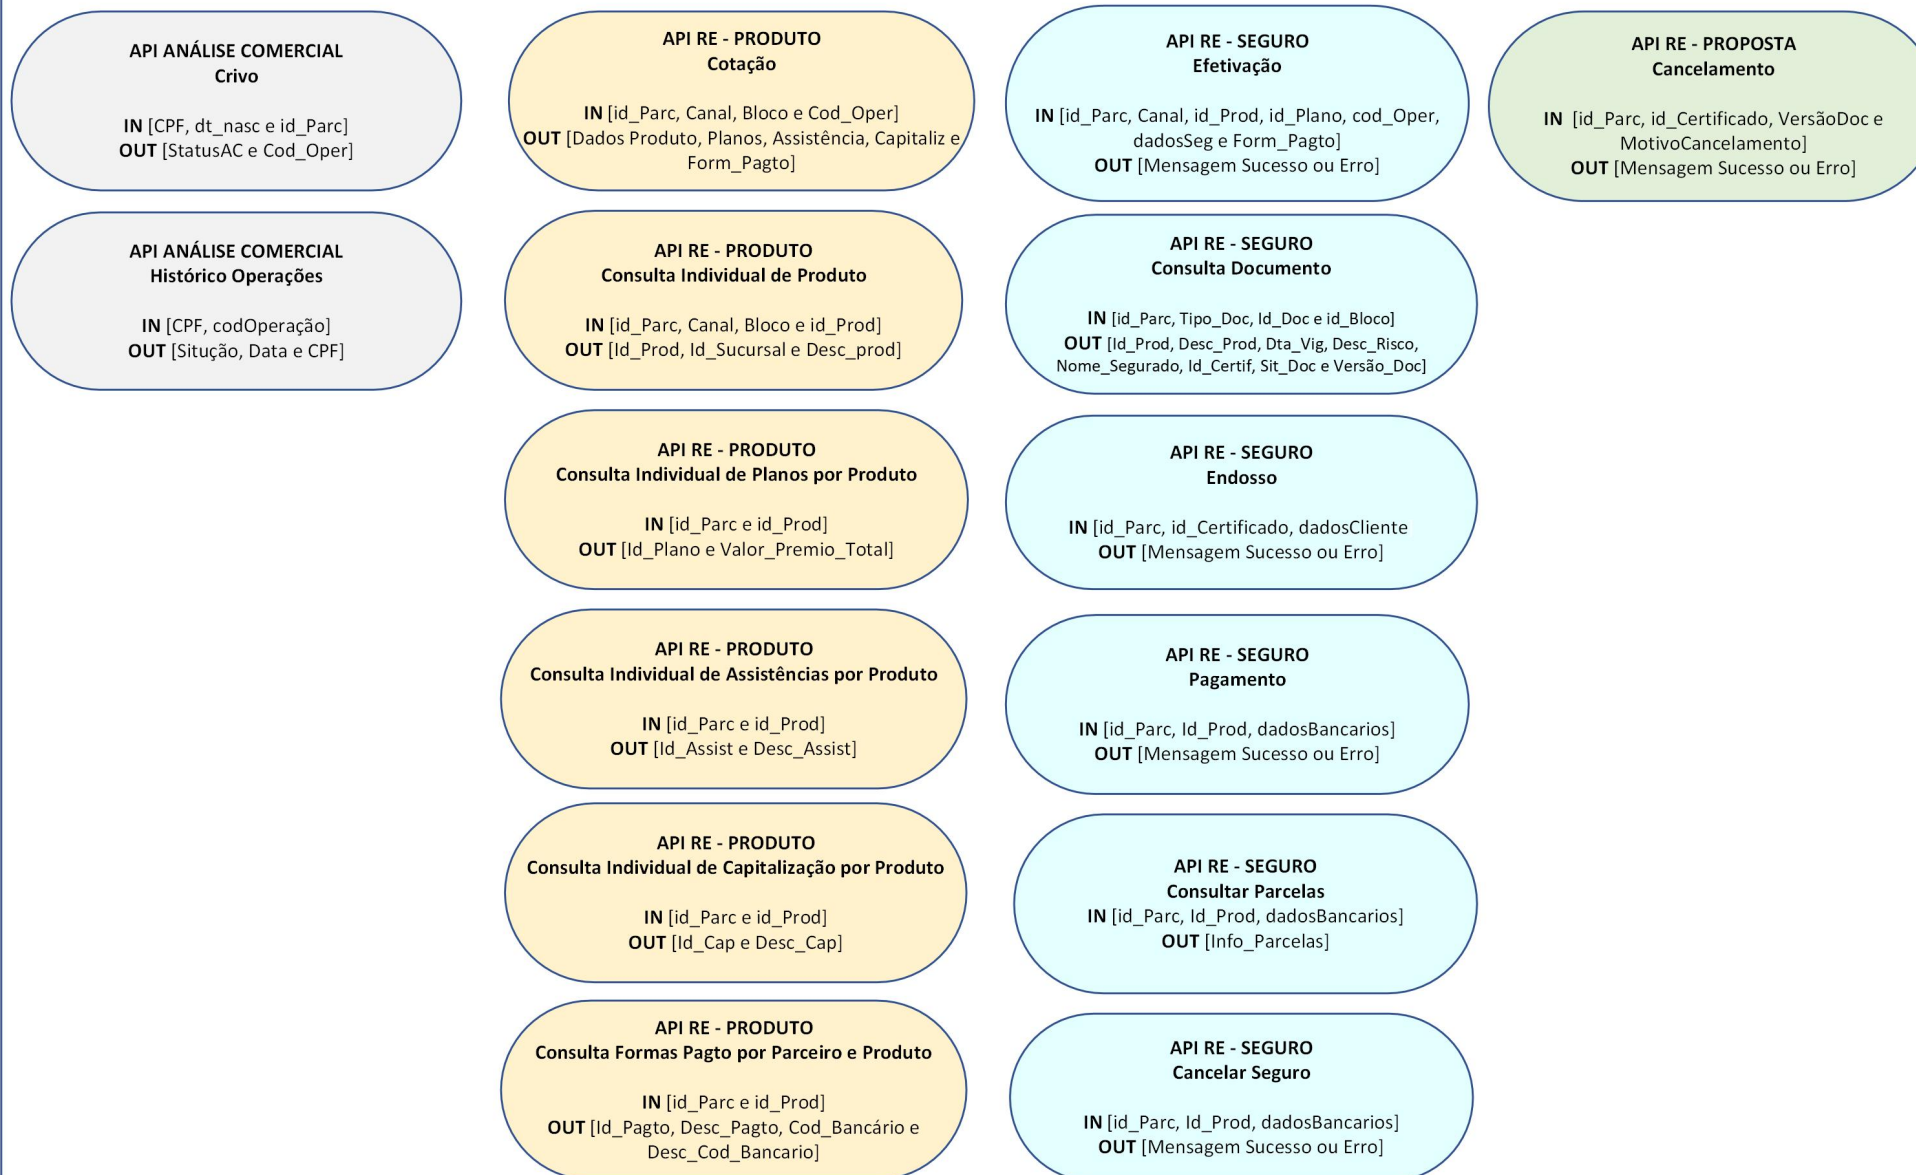 API ANÁLISE COMERCIAL
Crivo
IN [CPF, dt_nasc e id_Parc]
OUT [StatusAC e Cod_Oper]
API ANÁLISE COMERCIAL
Histórico Operações
IN [CPF, codOperação]
OUT [Situção, Data e CPF]
API RE - PRODUTO
Cotação
IN [id_Parc, Canal, Bloco e Cod_Oper]
OUT [Dados Produto, Planos, Assistência, Capitaliz e
Form_Pagto]
API RE - PRODUTO
Consulta Individual de Produto
IN [id_Parc, Canal, Bloco e id_Prod]
OUT [Id_Prod, Id_Sucursal e Desc_prod]
API RE - PRODUTO
Consulta Individual de Planos por Produto
IN [id_Parc e id_Prod]
OUT [Id_Plano e Valor_Premio_Total]
API RE - PRODUTO
Consulta Individual de Assistências por Produto
IN [id_Parc e id_Prod]
OUT [Id_Assist e Desc_Assist]
API RE - PRODUTO
Consulta Individual de Capitalização por Produto
IN [id_Parc e id_Prod]
OUT [Id_Cap e Desc_Cap]
API RE - PRODUTO
Consulta Formas Pagto por Parceiro e Produto
IN [id_Parc e id_Prod]
OUT [Id_Pagto, Desc_Pagto, Cod_Bancário e
Desc_Cod_Bancario]
API RE - SEGURO
Efetivação
IN [id_Parc, Canal, id_Prod, id_Plano, cod_Oper,
dadosSeg e Form_Pagto]
OUT [Mensagem Sucesso ou Erro]
API RE - SEGURO
Consulta Documento
IN [id_Parc, Tipo_Doc, Id_Doc e id_Bloco]
OUT [Id_Prod, Desc_Prod, Dta_Vig, Desc_Risco,
Nome_Segurado, Id_Certif, Sit_Doc e Versão_Doc]
API RE - SEGURO
Endosso
IN [id_Parc, id_Certificado, dadosCliente
OUT [Mensagem Sucesso ou Erro]
API RE - SEGURO
Pagamento
IN [id_Parc, Id_Prod, dadosBancarios]
OUT [Mensagem Sucesso ou Erro]
API RE - SEGURO
Consultar Parcelas
IN [id_Parc, Id_Prod, dadosBancarios]
OUT [Info_Parcelas]
API RE - SEGURO
Cancelar Seguro
IN [id_Parc, Id_Prod, dadosBancarios]
OUT [Mensagem Sucesso ou Erro]
API RE - PROPOSTA
Cancelamento
IN [id_Parc, id_Certificado, VersãoDoc e
MotivoCancelamento]
OUT [Mensagem Sucesso ou Erro]